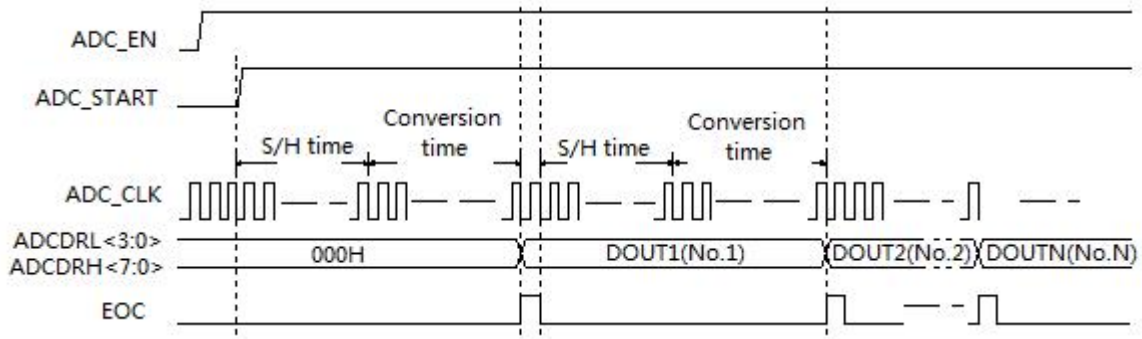 ADC_EN
ADC_START
S/H time
Conversion time
S/H time
Conversion time
ADC_CLK
ADCDRL<3:0>
ADCDRH<7:0>
000H
DOUT1(No.1)
DOUT2(No.2)
DOUTN(No.N)
EOC